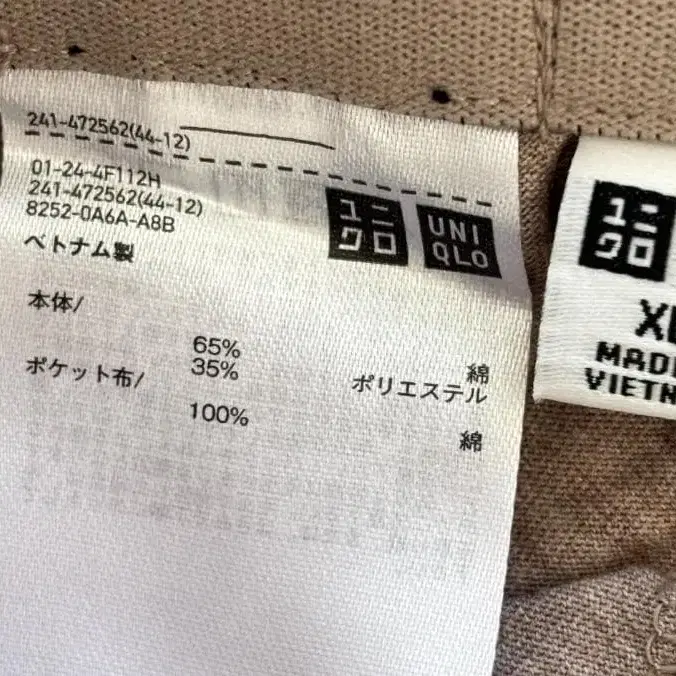 241-472562(44-12)
01-24-4F112H
241-472562(44-12)
8252-0A6A-A8B
ベトナム製
ユニ
クロ
UNI
QLO
本体/
65% 綿
35% ポリエステル
ポケット布/
100% 綿
ユニ
クロ
XL
MADE
VIETN